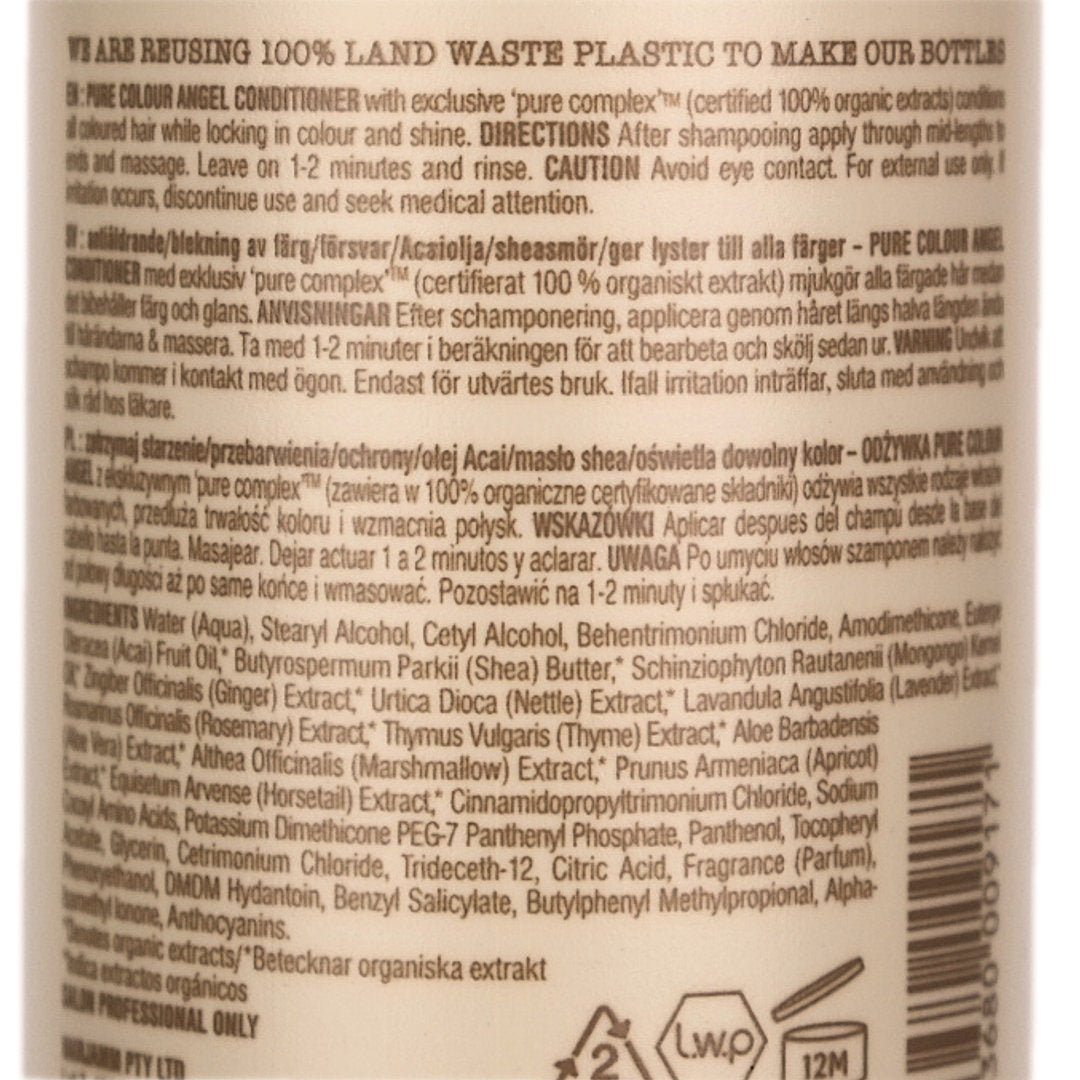 WE ARE REUSING 100% LAND WASTE PLASTIC TO MAKE OUR BOTTLES
EN : PURE COLOUR ANGEL CONDITIONER with exclusive 'pure complex'™ (certified 100% organic extracts) conditions
all coloured hair while locking in colour and shine. DIRECTIONS After shampooing apply through mid-lengths to
ends and massage. Leave on 1-2 minutes and rinse. CAUTION Avoid eye contact. For external use only. If
irritation occurs, discontinue use and seek medical attention.
SV : antiåldrande/blekning av färg/försvar/Acaiolja/sheasmör/ger lyster till alla färger - PURE COLOUR ANGEL
CONDITIONER med exklusiv 'pure complex'™ (certifierat 100 % organiskt extrakt) mjukgör alla färgade hår medan
det bibehåller färg och glans. ANVISNINGAR Efter schamponering, applicera genom håret längs halva längden ända
till hårändarna & massera. Ta med 1-2 minuter i beräkningen för att bearbeta och skölj sedan ur. VARNING Undvik att
schampo kommer i kontakt med ögon. Endast för utvärtes bruk. Ifall irritation inträffar, sluta med användning och
sök råd hos läkare.
PL : zatrzymaj starzenie/przebarwienia/ochrony/olej Acai/masło shea/oświetla dowolny kolor - ODŻYWKA PURE COLOUR
ANGEL z ekskluzywnym 'pure complex'™ (zawiera w 100% organiczne certyfikowane składniki) odżywia wszystkie rodzaje włosów
farbowanych, przedłuża trwałość koloru i wzmacnia połysk. WSKAZÓWKI Aplicar despues del champú desde la base del
cabello hasta la punta. Masajear. Dejar actuar 1 a 2 minutos y aclarar. UWAGA Po umyciu włosów szamponem należy nałożyć
od połowy długości aż po same końce i wmasować. Pozostawić na 1-2 minuty i spłukać.
INGREDIENTS Water (Aqua), Stearyl Alcohol, Cetyl Alcohol, Behentrimonium Chloride, Amodimethicone, Euterpe
Oleracea (Acai) Fruit Oil,* Butyrospermum Parkii (Shea) Butter,* Schinziophyton Rautanenii (Mongongo) Kernel
Oil,* Zingiber Officinalis (Ginger) Extract,* Urtica Dioca (Nettle) Extract,* Lavandula Angustifolia (Lavender) Extract,*
Rosmarinus Officinalis (Rosemary) Extract,* Thymus Vulgaris (Thyme) Extract,* Aloe Barbadensis
(Aloe Vera) Extract,* Althea Officinalis (Marshmallow) Extract,* Prunus Armeniaca (Apricot)
Extract,* Equisetum Arvense (Horsetail) Extract,* Cinnamidopropyltrimonium Chloride, Sodium
Cocoyl Amino Acids, Potassium Dimethicone PEG-7 Panthenyl Phosphate, Panthenol, Tocopheryl
Acetate, Glycerin, Cetrimonium Chloride, Trideceth-12, Citric Acid, Fragrance (Parfum),
Phenoxyethanol, DMDM Hydantoin, Benzyl Salicylate, Butylphenyl Methylpropional, Alpha-
Isomethyl Ionone, Anthocyanins.
*Denotes organic extracts/*Betecknar organiska extrakt
*Indica extractos orgánicos
SALON PROFESSIONAL ONLY
PTY LTD
2
l.w.p
12M
3680 009171